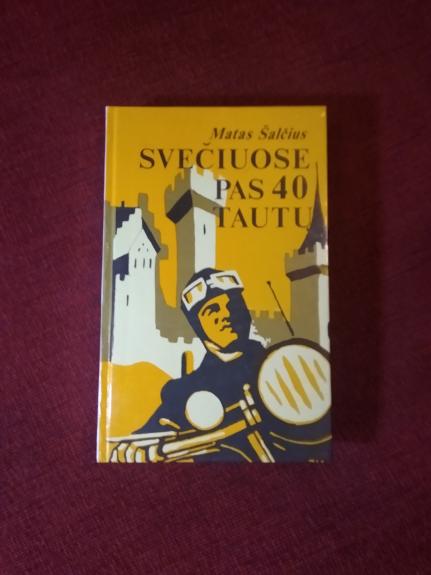 Matas Šalčius
SVEČIUOSE
PAS 40
TAUTŲ